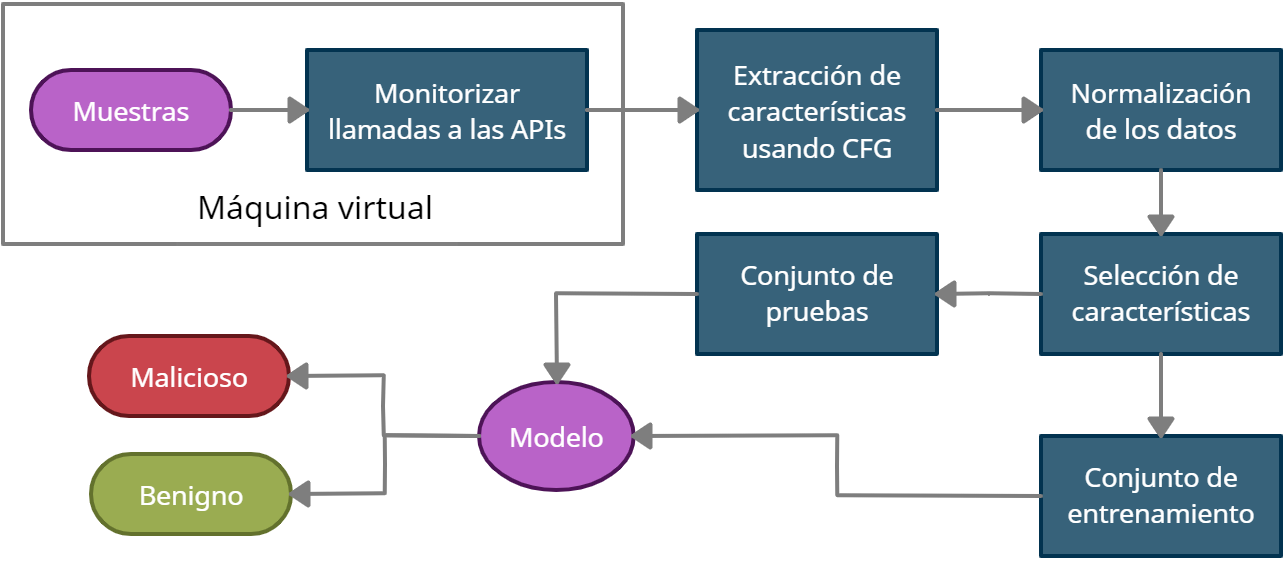 Muestras
Monitorizar
llamadas a las APIs
Máquina virtual
Extracción de
características
usando CFG
Normalización
de los datos
Selección de
características
Conjunto de
pruebas
Conjunto de
entrenamiento
Modelo
Malicioso
Benigno